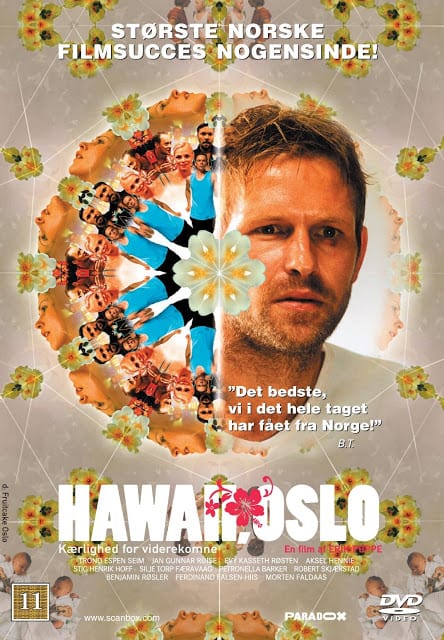 STØRSTE NORSKE
FILMSUCCES NOGENSINDE!
"Det bedste,
vi i det hele taget
har fået fra Norge!"
B.T.
HAWAII, OSLO
Kærlighed for viderekomne
En film af ERIK POPPE
TROND ESPEN SEIM JAN GUNNAR RØISE EVY KASSETH RØSTEN AKSEL HENNIE
STIG HENRIK HOFF SILJE TORP FÆRAVAAG PETRONELLA BARKER ROBERT SKJÆRSTAD
BENJAMIN RØSLER FERDINAND FALSEN-HIIS MORTEN FALDAAS
11
www.scanbox.com
PARADOX
DVD
VIDEO
d: Fruitcake Oslo